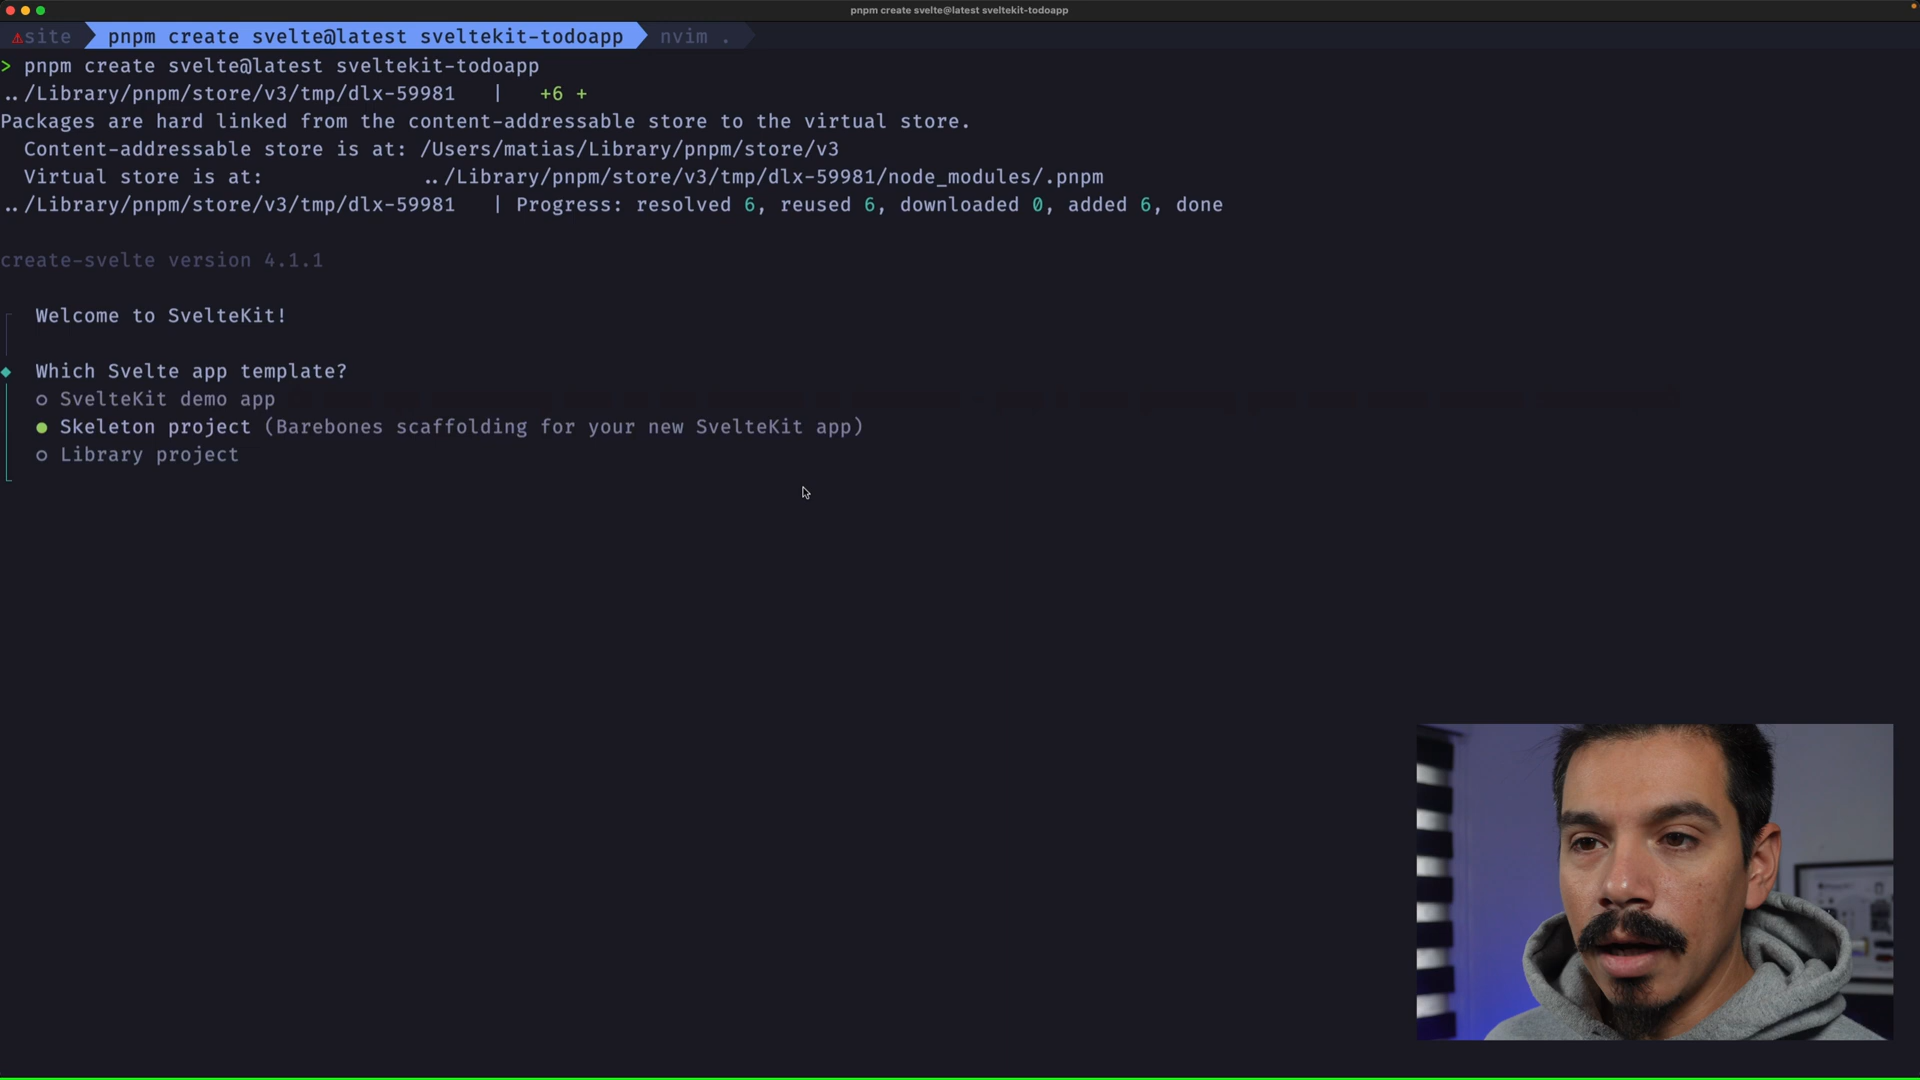 pnpm create svelte@latest sveltekit-todoapp
⚠site pnpm create svelte@latest sveltekit-todoapp nvim .
> pnpm create svelte@latest sveltekit-todoapp
../Library/pnpm/store/v3/tmp/dlx-59981 | +6 +
Packages are hard linked from the content-addressable store to the virtual store.
Content-addressable store is at: /Users/matias/Library/pnpm/store/v3
Virtual store is at: ../Library/pnpm/store/v3/tmp/dlx-59981/node_modules/.pnpm
../Library/pnpm/store/v3/tmp/dlx-59981 | Progress: resolved 6, reused 6, downloaded 0, added 6, done
create-svelte version 4.1.1
Welcome to SvelteKit!
Which Svelte app template?
○ SvelteKit demo app
● Skeleton project (Barebones scaffolding for your new SvelteKit app)
○ Library project